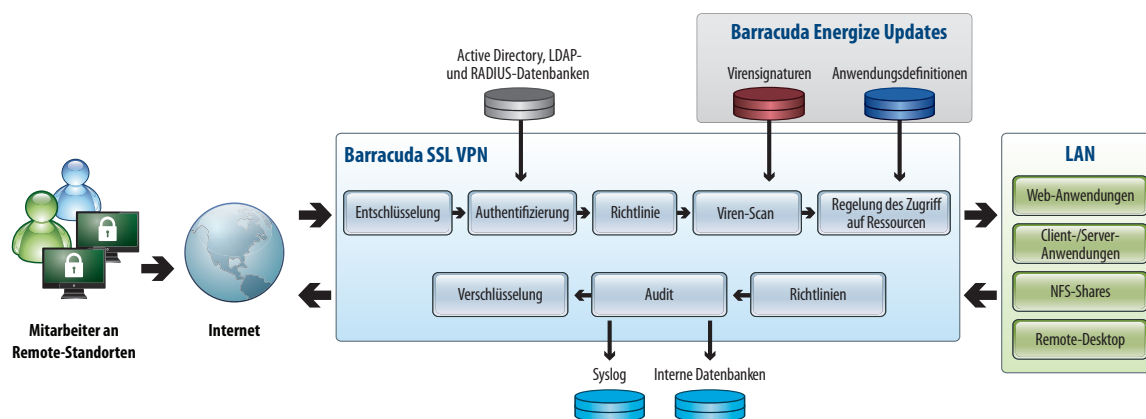 Barracuda Energize Updates
Active Directory, LDAP-
und RADIUS-Datenbanken
Virensignaturen
Anwendungsdefinitionen
Barracuda SSL VPN
LAN
Entschlüsselung
Authentifizierung
Richtlinie
Viren-Scan
Regelung des Zugriff
auf Ressourcen
Web-Anwendungen
Client-/Server-
Anwendungen
NFS-Shares
Remote-Desktop
Verschlüsselung
Audit
Richtlinien
Mitarbeiter an
Remote-Standorten
Internet
Syslog
Interne Datenbanken